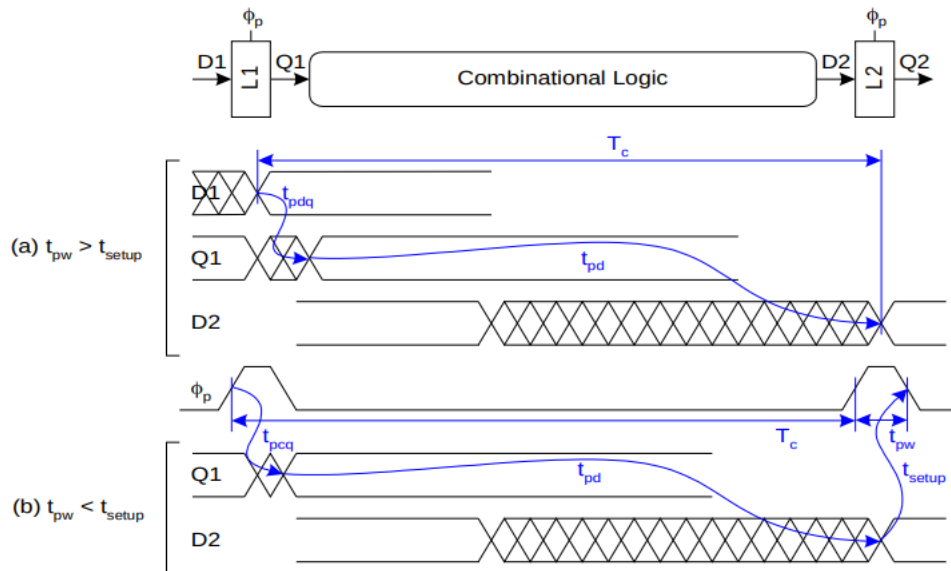 ϕp ϕp
D1 L1 Q1 Combinational Logic D2 L2 Q2
Tc
D1 tpdq
(a) tpw > tsetup
Q1 tpd
D2
ϕp
Tc tpw
tpcq
Q1 tpd tsetup
(b) tpw < tsetup
D2